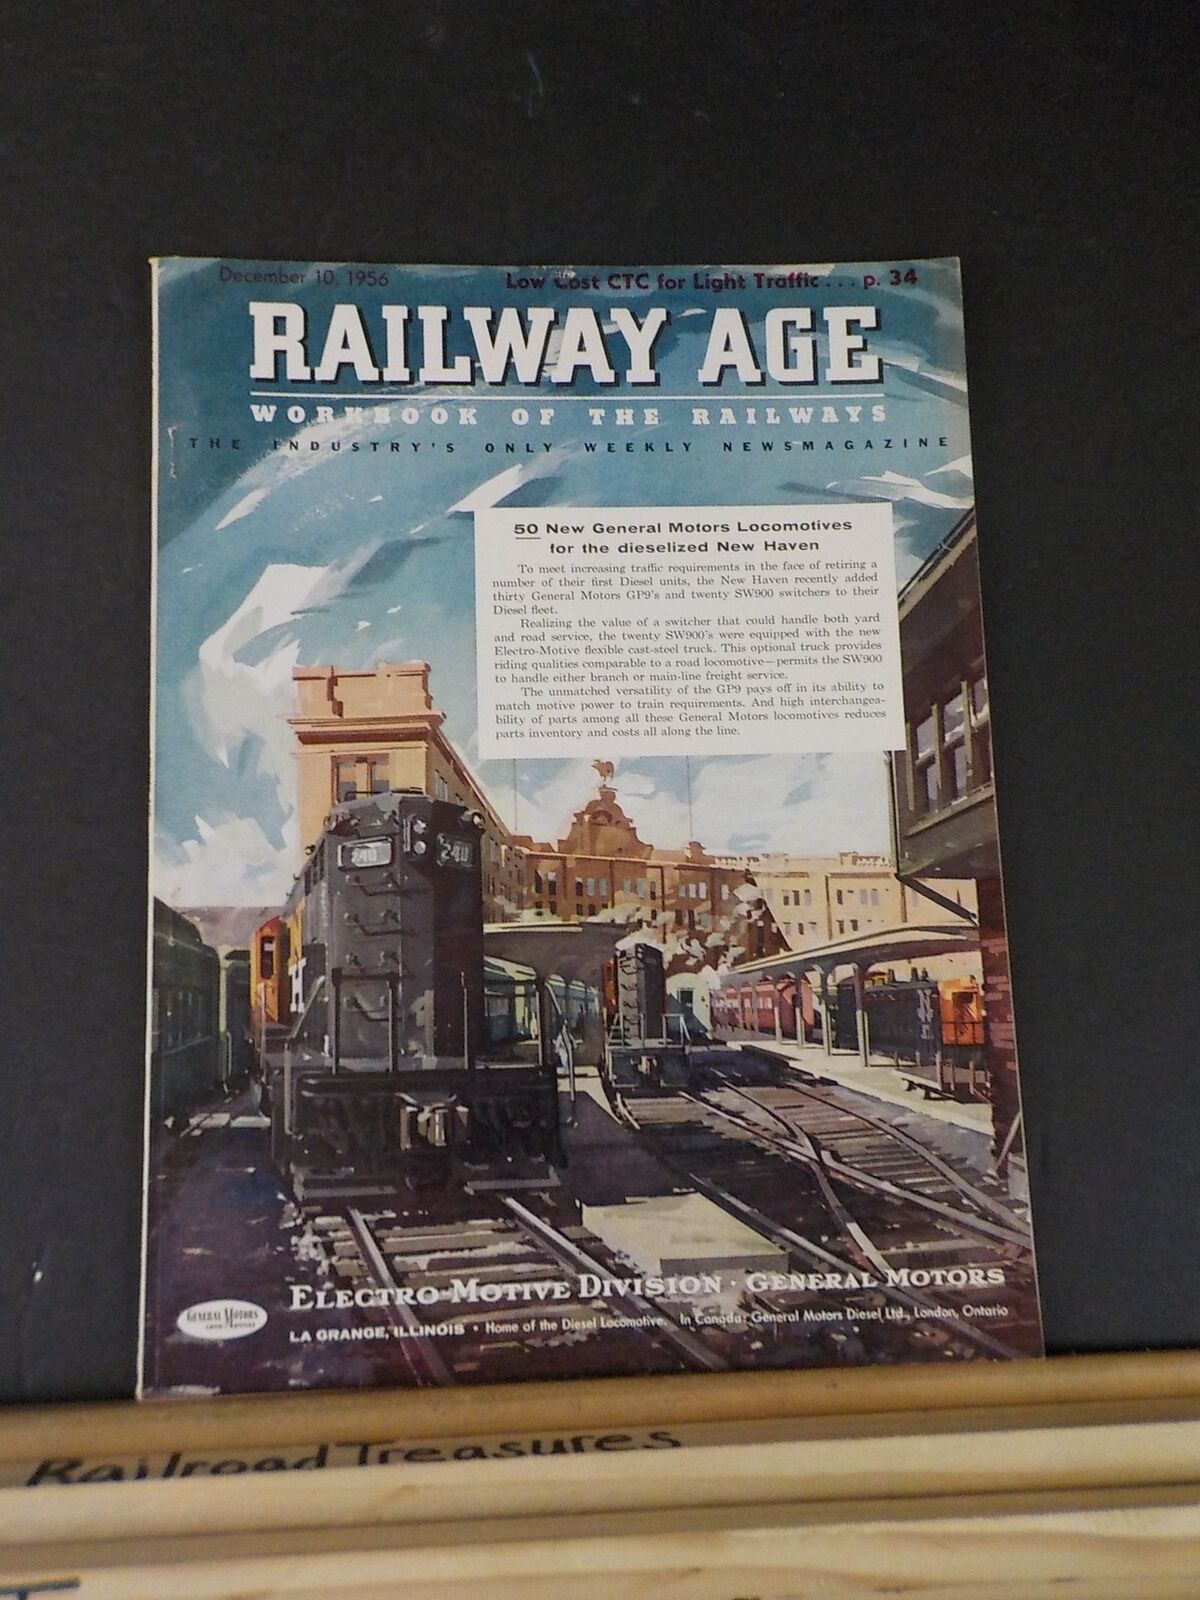 December 10, 1956
Low Cost CTC for Light Traffic . . . p. 34
RAILWAY AGE
WORKBOOK OF THE RAILWAYS
THE INDUSTRY'S ONLY WEEKLY NEWSMAGAZINE
50 New General Motors Locomotives
for the dieselized New Haven
To meet increasing traffic requirements in the face of retiring a
number of their first Diesel units, the New Haven recently added
thirty General Motors GP9's and twenty SW900 switchers to their
Diesel fleet.
Realizing the value of a switcher that could handle both yard
and road service, the twenty SW900's were equipped with the new
Electro-Motive flexible cast-steel truck. This optional truck provides
riding qualities comparable to a road locomotive—permits the SW900
to handle either branch or main-line freight service.
The unmatched versatility of the GP9 pays off in its ability to
match motive power to train requirements. And high interchangea-
bility of parts among all these General Motors locomotives reduces
parts inventory and costs all along the line.
240 240
H
ELECTRO-MOTIVE DIVISION · GENERAL MOTORS
GENERAL MOTORS
LA GRANGE, ILLINOIS • Home of the Diesel Locomotive. In Canada: General Motors Diesel Ltd., London, Ontario
Railroad Treasures